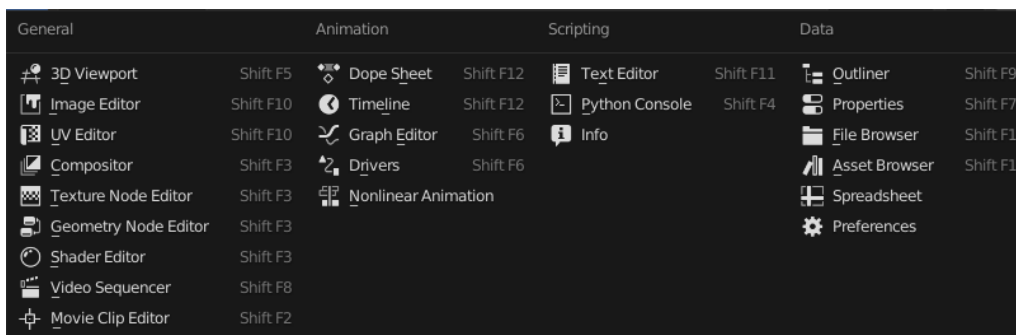 General Animation Scripting Data
3D Viewport Shift F5 Dope Sheet Shift F12 Text Editor Shift F11 Outliner Shift F9
Image Editor Shift F10 Timeline Shift F12 Python Console Shift F4 Properties Shift F7
UV Editor Shift F10 Graph Editor Shift F6 Info File Browser Shift F1
Compositor Shift F3 Drivers Shift F6 Asset Browser Shift F1
Texture Node Editor Shift F3 Nonlinear Animation Spreadsheet
Geometry Node Editor Shift F3 Preferences
Shader Editor Shift F3
Video Sequencer Shift F8
Movie Clip Editor Shift F2